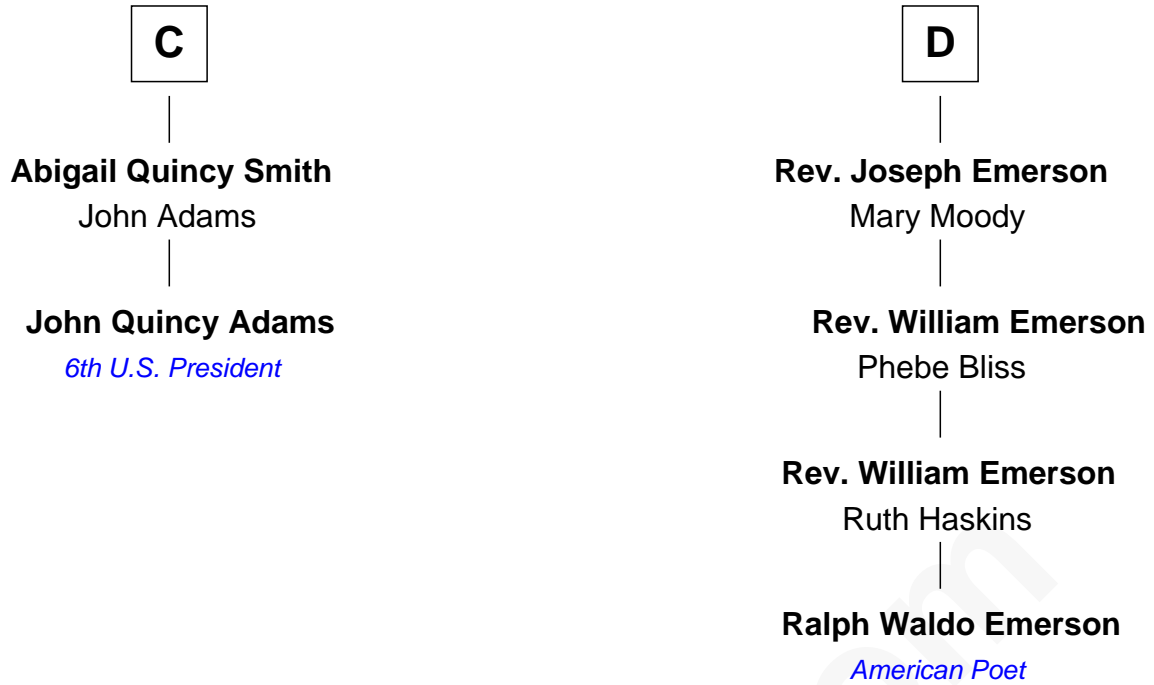 C
Abigail Quincy Smith
John Adams
John Quincy Adams
6th U.S. President
D
Rev. Joseph Emerson
Mary Moody
Rev. William Emerson
Phebe Bliss
Rev. William Emerson
Ruth Haskins
Ralph Waldo Emerson
American Poet